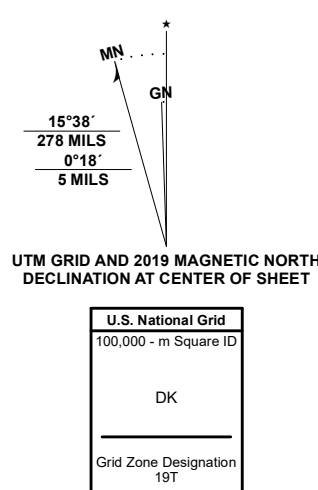 MN
GN
15°38´
278 MILS
0°18´
5 MILS
UTM GRID AND 2019 MAGNETIC NORTH
DECLINATION AT CENTER OF SHEET
U.S. National Grid
100,000 - m Square ID
DK
Grid Zone Designation
19T